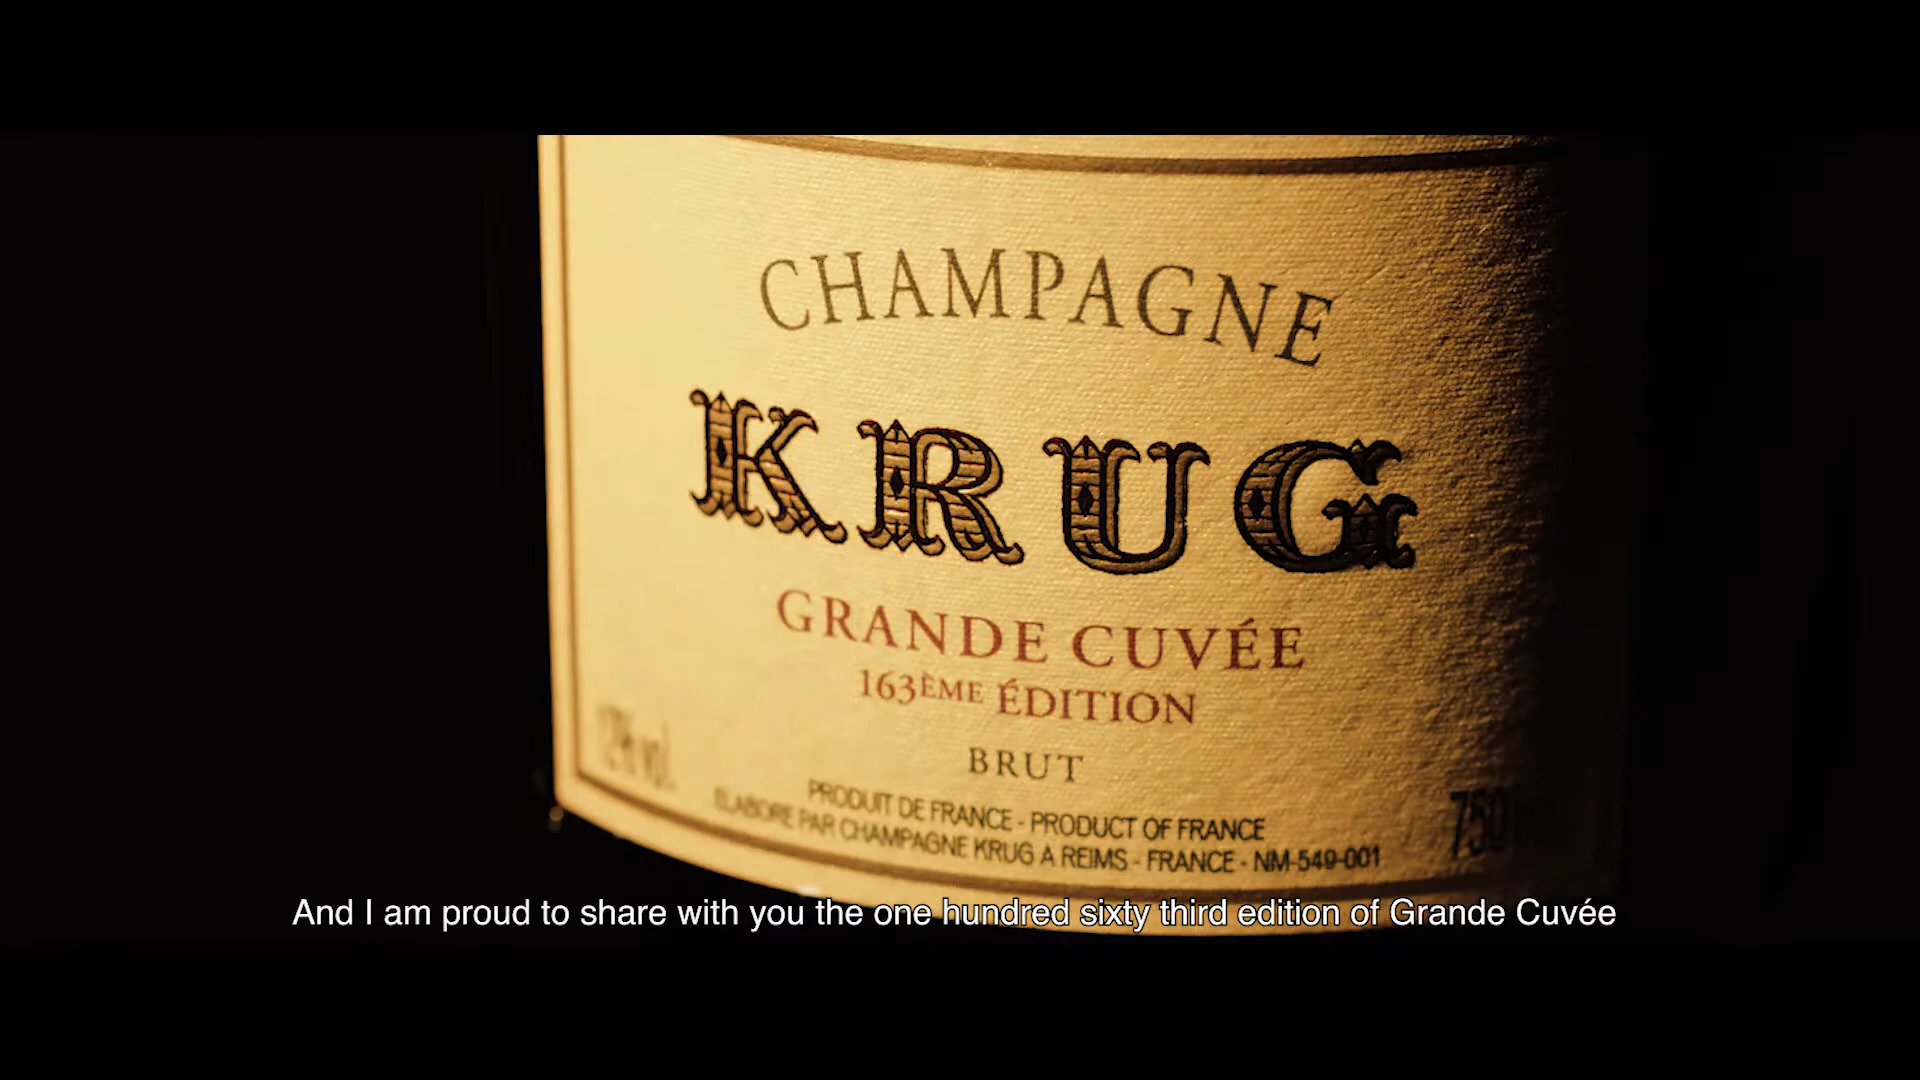 CHAMPAGNE
KRUG
GRANDE CUVÉE
163ÈME ÉDITION
BRUT
PRODUIT DE FRANCE - PRODUCT OF FRANCE
ELABORE PAR CHAMPAGNE KRUG A REIMS - FRANCE - NM-549-001
750
And I am proud to share with you the one hundred sixty third edition of Grande Cuvée